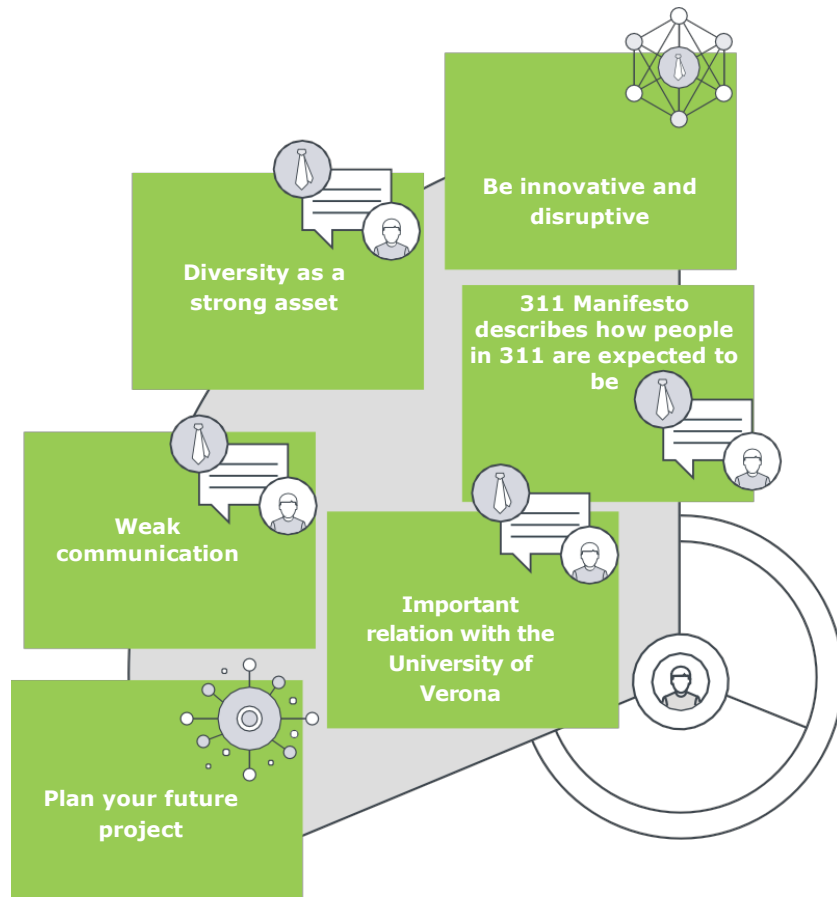 Be innovative and
disruptive
Diversity as a
strong asset
311 Manifesto
describes how people
in 311 are expected to
be
Weak
communication
Important
relation with the
University of
Verona
Plan your future
project